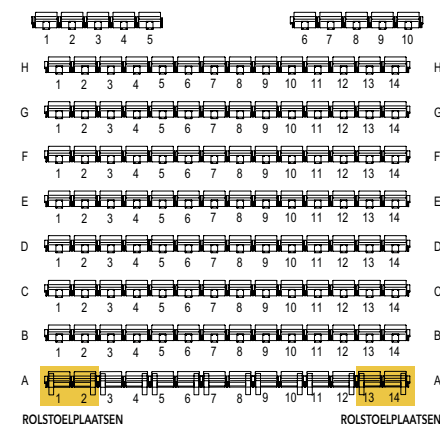 1 2 3 4 5 6 7 8 9 10
H 1 2 3 4 5 6 7 8 9 10 11 12 13 14 H
G 1 2 3 4 5 6 7 8 9 10 11 12 13 14 G
F 1 2 3 4 5 6 7 8 9 10 11 12 13 14 F
E 1 2 3 4 5 6 7 8 9 10 11 12 13 14 E
D 1 2 3 4 5 6 7 8 9 10 11 12 13 14 D
C 1 2 3 4 5 6 7 8 9 10 11 12 13 14 C
B 1 2 3 4 5 6 7 8 9 10 11 12 13 14 B
A 1 2 3 4 5 6 7 8 9 10 11 12 13 14 A
ROLSTOELPLAATSEN ROLSTOELPLAATSEN